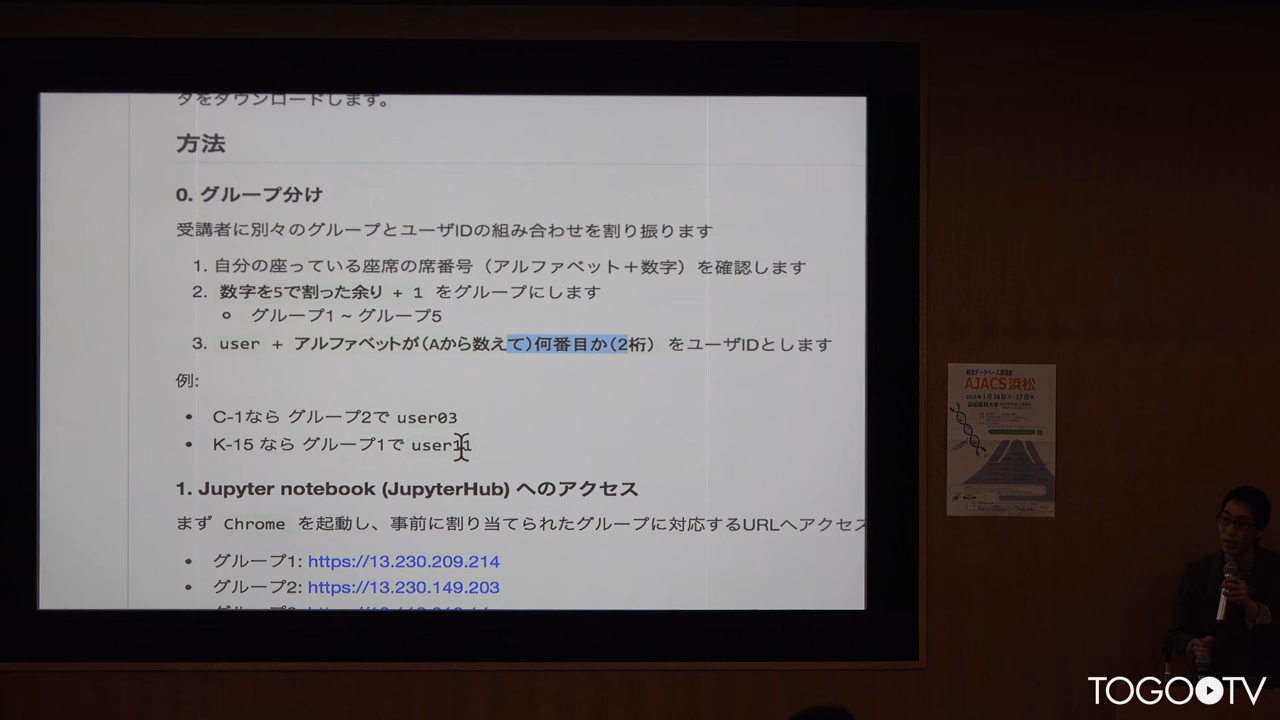 タをダウンロードします。
方法
0. グループ分け
受講者に別々のグループとユーザIDの組み合わせを割り振ります
1. 自分の座っている座席の席番号（アルファベット＋数字）を確認します
2. 数字を5で割った余り + 1 をグループにします
グループ1 ~ グループ5
3. user + アルファベットが（Aから数えて）何番目か（2桁） をユーザIDとします
例:
• C-1なら グループ2で user03
• K-15 なら グループ1で user11
1. Jupyter notebook (JupyterHub) へのアクセス
まず Chrome を起動し、事前に割り当てられたグループに対応するURLへアクセス
• グループ1: https://13.230.209.214
• グループ2: https://13.230.149.203
AJACS浜松
TOGOTV